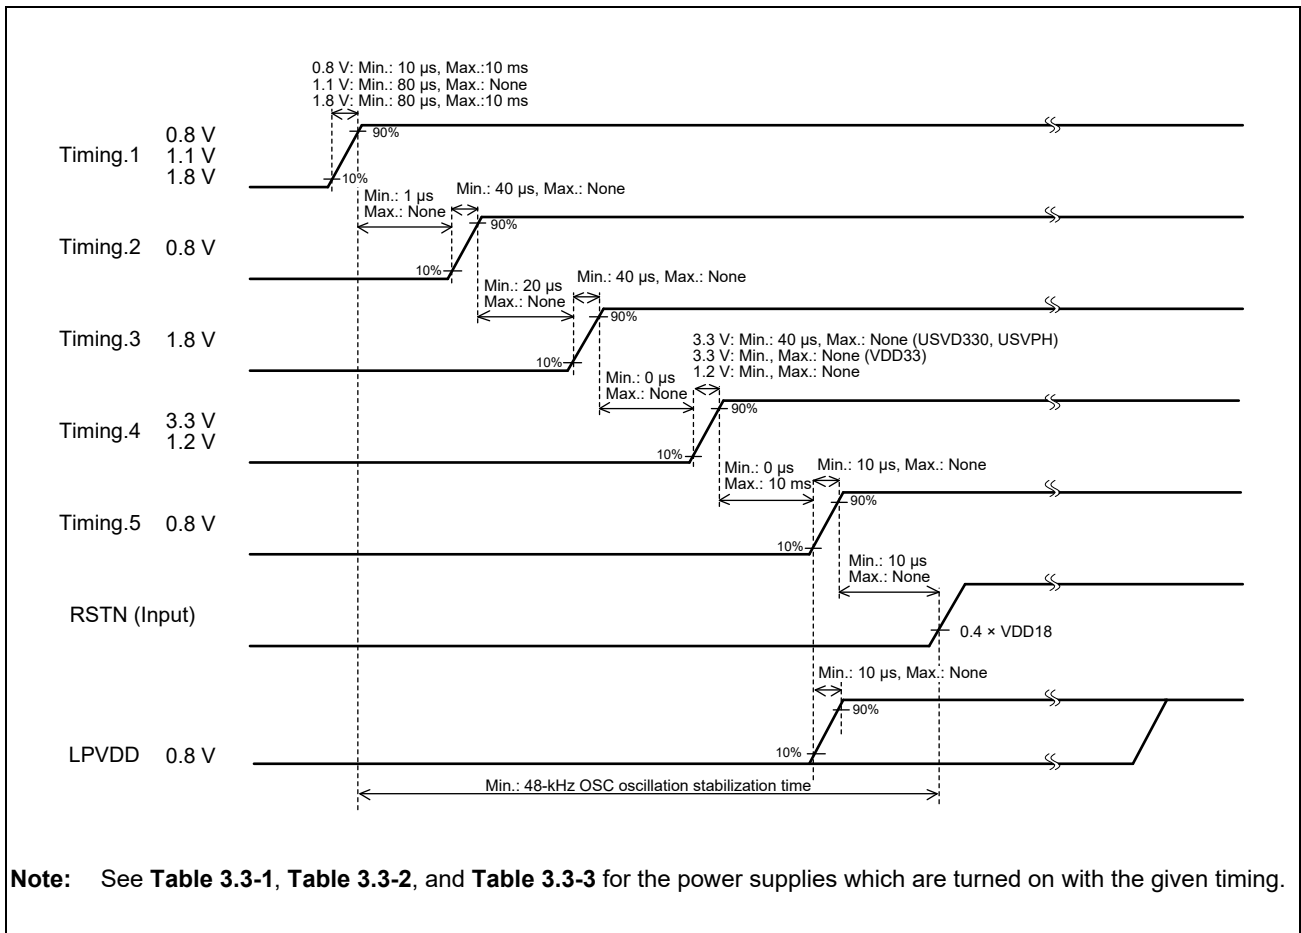 0.8 V: Min.: 10 µs, Max.:10 ms
1.1 V: Min.: 80 µs, Max.: None
1.8 V: Min.: 80 µs, Max.:10 ms
90%
0.8 V
Timing.1
1.1 V
1.8 V
10%
Min.: 1 µs
Max.: None
Min.: 40 µs, Max.: None
90%
Timing.2
0.8 V
10%
Min.: 20 µs
Max.: None
Min.: 40 µs, Max.: None
90%
Timing.3
1.8 V
10%
3.3 V: Min.: 40 µs, Max.: None (USVD330, USVPH)
3.3 V: Min., Max.: None (VDD33)
1.2 V: Min., Max.: None
Min.: 0 µs
Max.: None
90%
Timing.4
3.3 V
1.2 V
10%
Min.: 0 µs
Max.: 10 ms
Min.: 10 µs, Max.: None
90%
Timing.5
0.8 V
10%
Min.: 10 µs
Max.: None
RSTN (Input)
0.4 × VDD18
Min.: 10 µs, Max.: None
90%
LPVDD
0.8 V
10%
Min.: 48-kHz OSC oscillation stabilization time
Note: See Table 3.3-1, Table 3.3-2, and Table 3.3-3 for the power supplies which are turned on with the given timing.